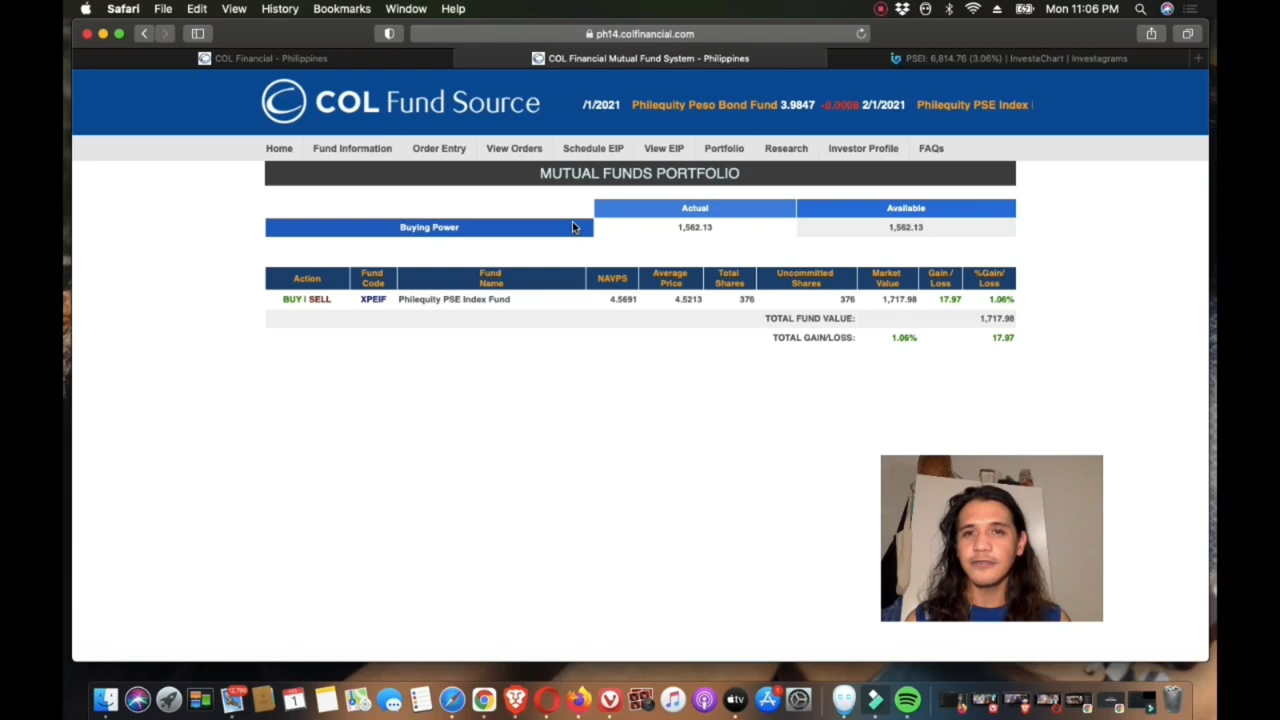 Safari File Edit View History Bookmarks Window Help Mon 11:06 PM
ph14.colfinancial.com
COL Financial - Philippines COL Financial Mutual Fund System - Philippines PSEI: 6,814.76 (3.06%) | InvestaChart | Investagrams
COL Fund Source /1/2021 Philequity Peso Bond Fund 3.9847 -0.0008 2/1/2021 Philequity PSE Index
Home Fund Information Order Entry View Orders Schedule EIP View EIP Portfolio Research Investor Profile FAQs
MUTUAL FUNDS PORTFOLIO
Actual Available
Buying Power 1,562.13 1,562.13
Action Fund Code Fund Name NAVPS Average Price Total Shares Uncommitted Shares Market Value Gain / Loss %Gain/ Loss
BUY | SELL XPEIF Philequity PSE Index Fund 4.5691 4.5213 376 376 1,717.98 17.97 1.06%
TOTAL FUND VALUE: 1,717.98
TOTAL GAIN/LOSS: 1.06% 17.97